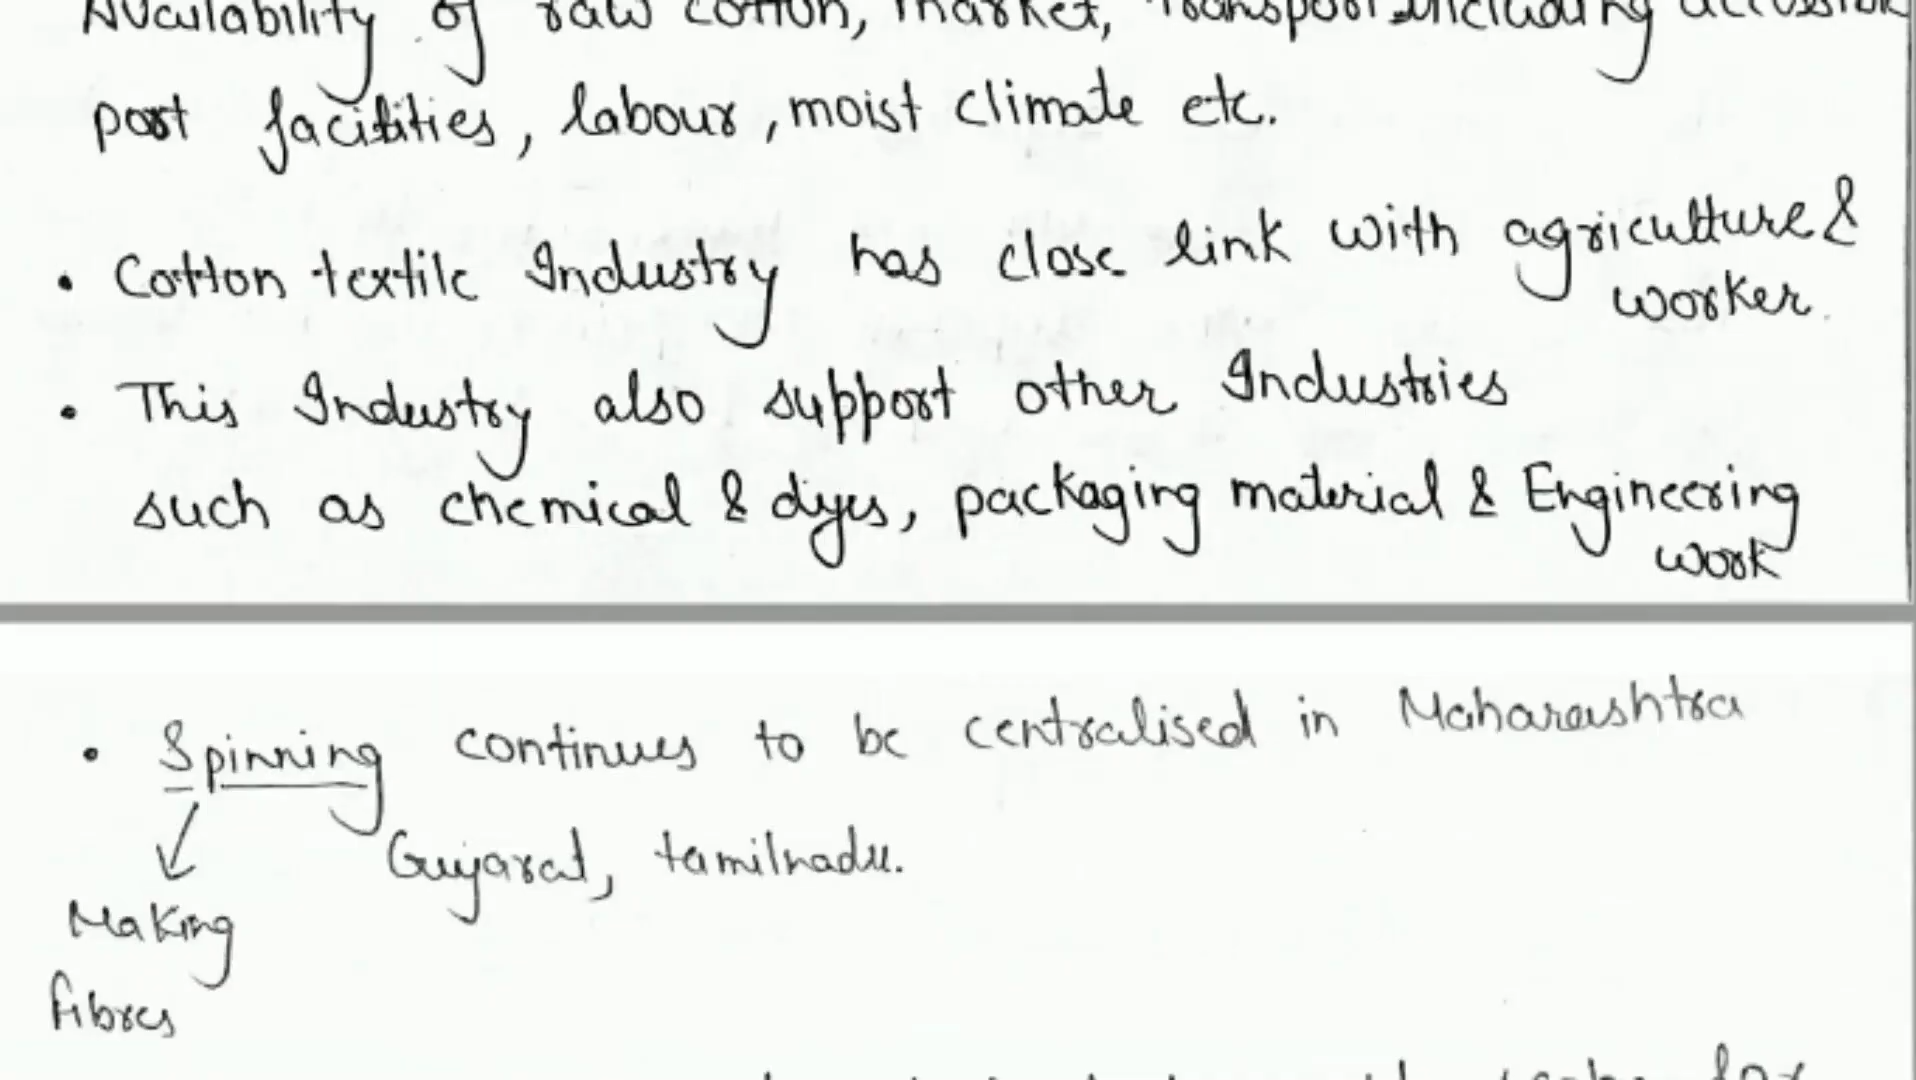 Availability of raw cotton, market, transport including accessible
port facilities, labour, moist climate etc.
• Cotton textile Industry has close link with agriculture &
worker.
• This Industry also support other Industries
such as chemical & dyes, packaging material & Engineering
work
• Spinning continues to be centralised in Maharashtra
Gujarat, tamilnadu.
Making
fibres
for